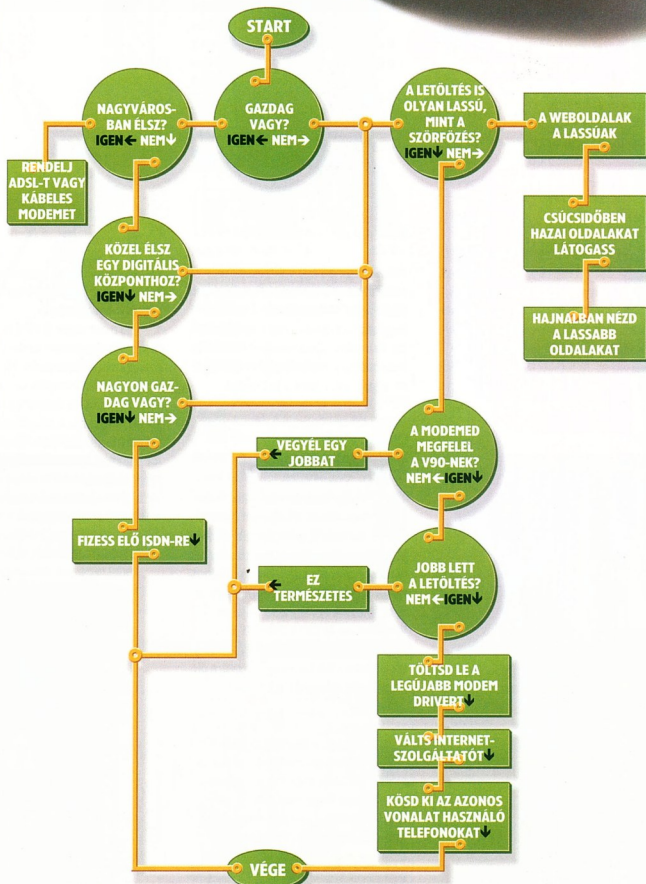 START
NAGYVÁROS-
BAN ÉLSZ?
IGEN← NEM↓
GAZDAG
VAGY?
IGEN← NEM→
A LETÖLTÉS IS
OLYAN LASSÚ,
MINT A
SZÖRFÖZÉS?
IGEN↓ NEM→
A WEBOLDALAK
A LASSÚAK
RENDELJ
ADSL-T VAGY
KÁBELES
MODEMET
CSÚCSIDŐBEN
HAZAI OLDALAKAT
LÁTOGASS
KÖZEL ÉLSZ
EGY DIGITÁLIS
KÖZPONTHOZ?
IGEN↓ NEM→
HAJNALBAN NÉZD
A LASSABB
OLDALAKAT
NAGYON GAZ-
DAG VAGY?
IGEN↓ NEM→
← VEGYÉL EGY
JOBBAT
A MODEMED
MEGFELEL
A V90-NEK?
NEM←IGEN↓
FIZESS ELŐ ISDN-RE↓
← EZ
TERMÉSZETES
JOBB LETT
A LETÖLTÉS?
NEM←IGEN↓
TÖLTSD LE A
LEGÚJABB MODEM
DRIVERT↓
VÁLTS INTERNET-
SZOLGÁLTATÓT↓
KÖSD KI AZ AZONOS
VONALAT HASZNÁLÓ
TELEFONOKAT↓
VÉGE